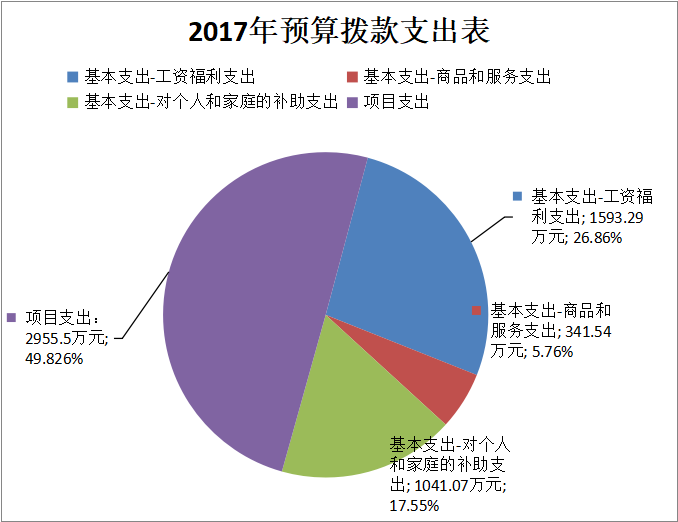 2017年预算拨款支出表
基本支出-工资福利支出
基本支出-商品和服务支出
基本支出-对个人和家庭的补助支出
项目支出
基本支出-工资福
利支出; 1593.29
万元; 26.86%
基本支出-商品和
服务支出; 341.54
万元; 5.76%
项目支出:
2955.5万元;
49.826%
基本支出-对个人
和家庭的补助支
出; 1041.07万元;
17.55%